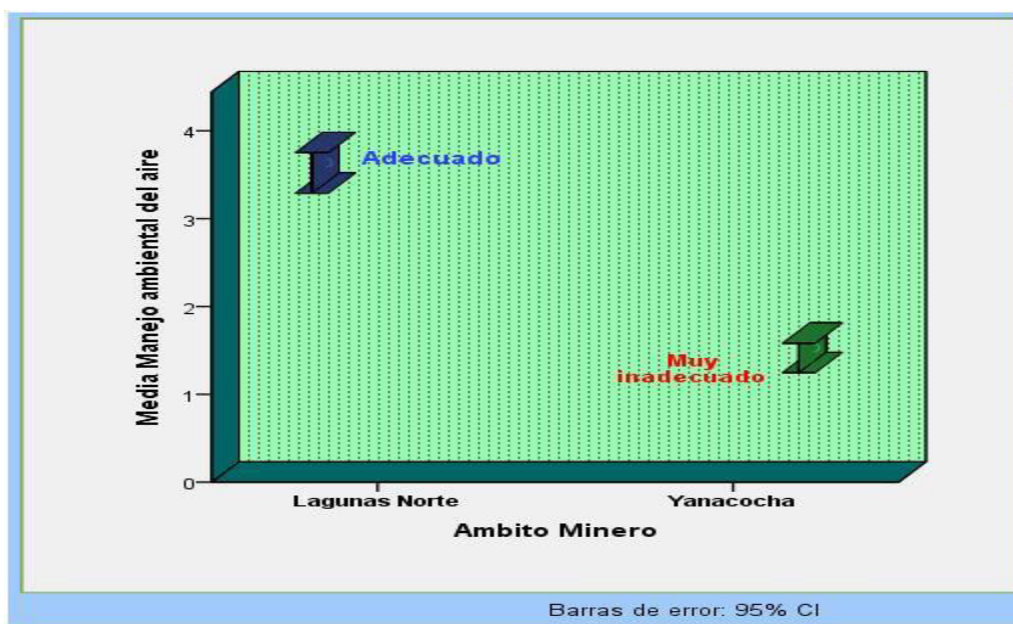 Media Manejo ambiental del aire
4
3
2
1
0
Adecuado
Muy
inadecuado
Lagunas Norte
Yanacocha
Ambito Minero
Barras de error: 95% CI